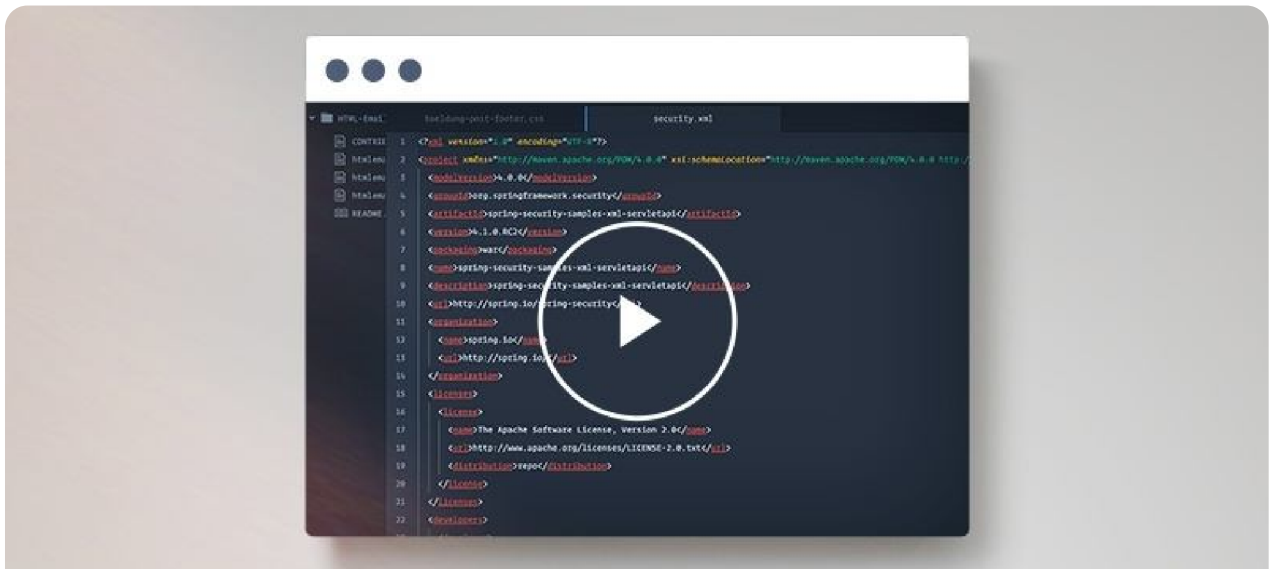 HTML-Emai
baeldung-post-footer.css
security.xml
CONTRIB
htmlema
htmlema
htmlema
README.
1 <?xml version="1.0" encoding="UTF-8"?>
2 <project xmlns="http://maven.apache.org/POM/4.0.0" xsi:schemaLocation="http://maven.apache.org/POM/4.0.0 http:/
3 <modelVersion>4.0.0</modelVersion>
4 <groupId>org.springframework.security</groupId>
5 <artifactId>spring-security-samples-xml-servletapi</artifactId>
6 <version>4.1.0.RC2</version>
7 <packaging>war</packaging>
8 <name>spring-security-samples-xml-servletapi</name>
9 <description>spring-security-samples-xml-servletapi</description>
10 <url>http://spring.io/spring-security</url>
11 <organization>
12 <name>spring.io</name>
13 <url>http://spring.io/</url>
14 </organization>
15 <licenses>
16 <license>
17 <name>The Apache Software License, Version 2.0</name>
18 <url>http://www.apache.org/licenses/LICENSE-2.0.txt</url>
19 <distribution>repo</distribution>
20 </license>
21 </licenses>
22 <developers>